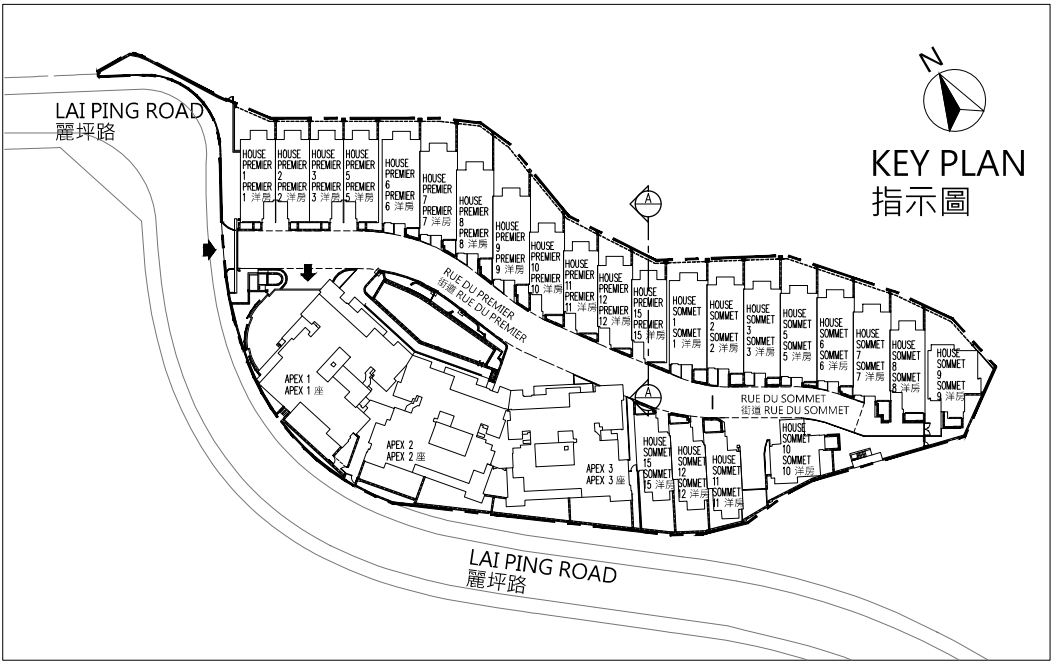 N
KEY PLAN
指示圖
LAI PING ROAD
麗坪路
HOUSE
PREMIER
1
PREMIER
1 洋房
HOUSE
PREMIER
2
PREMIER
2 洋房
HOUSE
PREMIER
3
PREMIER
3 洋房
HOUSE
PREMIER
5
PREMIER
5 洋房
HOUSE
PREMIER
6
PREMIER
6 洋房
HOUSE
PREMIER
7
PREMIER
7 洋房
HOUSE
PREMIER
8
PREMIER
8 洋房
HOUSE
PREMIER
9
PREMIER
9 洋房
HOUSE
PREMIER
10
PREMIER
10 洋房
HOUSE
PREMIER
11
PREMIER
11 洋房
HOUSE
PREMIER
12
PREMIER
12 洋房
HOUSE
PREMIER
15
PREMIER
15 洋房
A
HOUSE
SOMMET
1
SOMMET
1 洋房
HOUSE
SOMMET
2
SOMMET
2 洋房
HOUSE
SOMMET
3
SOMMET
3 洋房
HOUSE
SOMMET
5
SOMMET
5 洋房
HOUSE
SOMMET
6
SOMMET
6 洋房
HOUSE
SOMMET
7
SOMMET
7 洋房
HOUSE
SOMMET
8
SOMMET
8 洋房
HOUSE
SOMMET
9
SOMMET
9 洋房
RUE DU PREMIER
街道 RUE DU PREMIER
RUE DU SOMMET
街道 RUE DU SOMMET
A
APEX 1
APEX 1 座
APEX 2
APEX 2 座
APEX 3
APEX 3 座
HOUSE
SOMMET
15
SOMMET
15 洋房
HOUSE
SOMMET
12
SOMMET
12 洋房
HOUSE
SOMMET
11
SOMMET
11 洋房
HOUSE
SOMMET
10
SOMMET
10 洋房
LAI PING ROAD
麗坪路